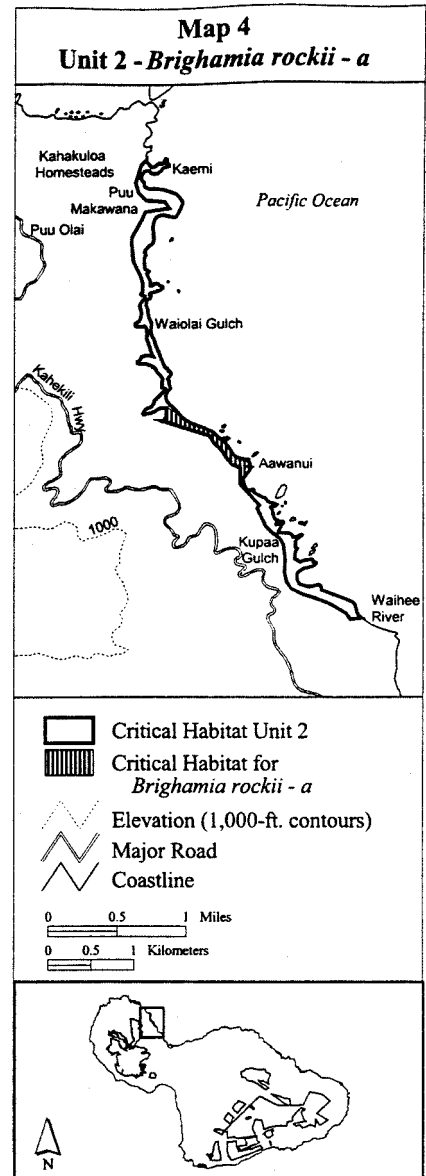 Map 4
Unit 2 - Brighamia rockii - a
Kahakuloa
Homesteads
Kaemi
Puu
Makawana
Pacific Ocean
Puu Olai
Waiolai Gulch
Kahekili Hwy
Aawanui
1000
Kupaa
Gulch
Waihee
River
Critical Habitat Unit 2
Critical Habitat for
Brighamia rockii - a
Elevation (1,000-ft. contours)
Major Road
Coastline
0 0.5 1 Miles
0 0.5 1 Kilometers
N